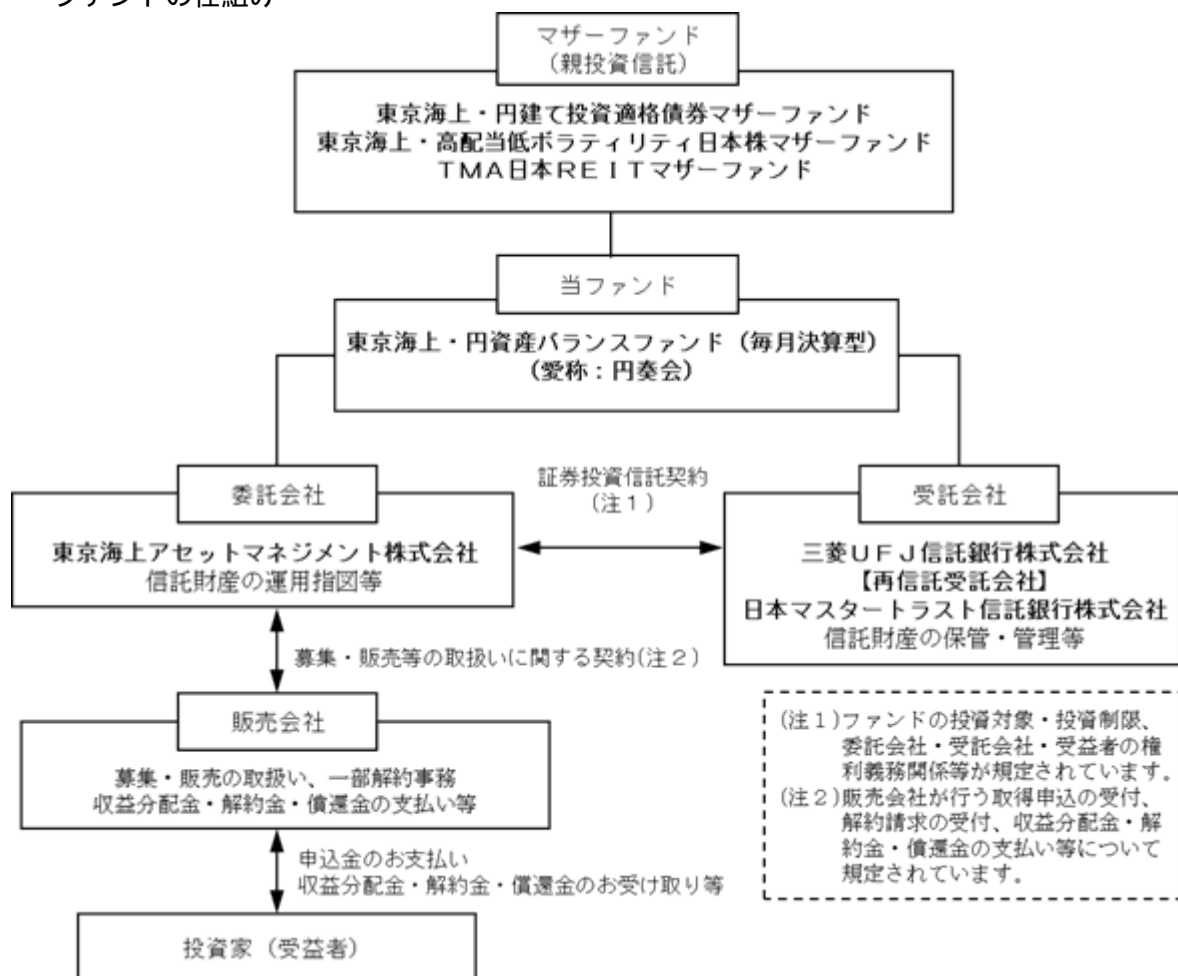 ファンドの仕組み
マザーファンド
(親投資信託)
東京海上・円建て投資適格債券マザーファンド
東京海上・高配当低ボラティリティ日本株マザーファンド
ＴＭＡ日本ＲＥＩＴマザーファンド
当ファンド
東京海上・円資産バランスファンド（毎月決算型）
(愛称：円奏会)
委託会社
東京海上アセットマネジメント株式会社
信託財産の運用指図等
証券投資信託契約
(注１)
受託会社
三菱ＵＦＪ信託銀行株式会社
【再信託受託会社】
日本マスタートラスト信託銀行株式会社
信託財産の保管・管理等
募集・販売等の取扱いに関する契約(注２)
販売会社
募集・販売の取扱い、一部解約事務
収益分配金・解約金・償還金の支払い等
(注１)ファンドの投資対象・投資制限、
委託会社・受託会社・受益者の権
利義務関係等が規定されています。
(注２)販売会社が行う取得申込の受付、
解約請求の受付、収益分配金・解
約金・償還金の支払い等について
規定されています。
申込金のお支払い
収益分配金・解約金・償還金のお受け取り等
投資家（受益者）